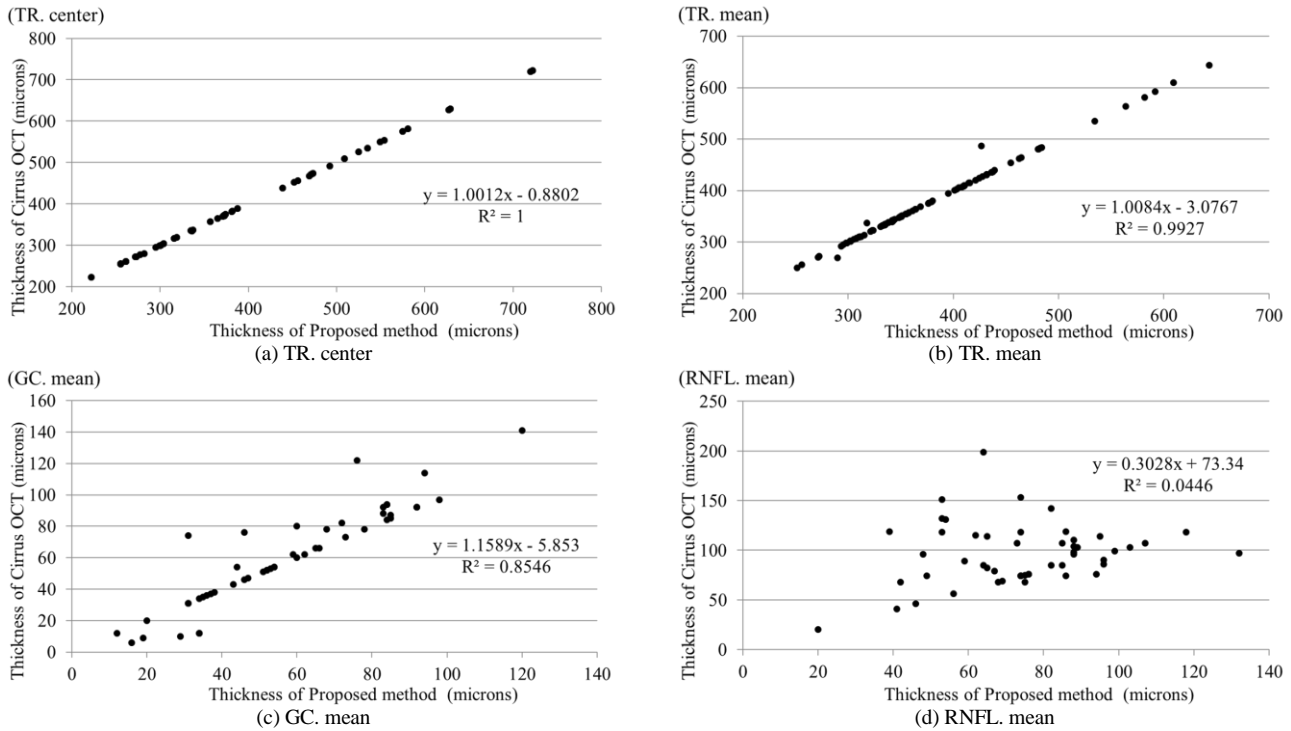 (TR. center)
Thickness of Cirrus OCT (microns)
800
700
600
500
400
300
200
y = 1.0012x - 0.8802
R² = 1
200 300 400 500 600 700 800
Thickness of Proposed method (microns)
(a) TR. center
(TR. mean)
Thickness of Cirrus OCT (microns)
700
600
500
400
300
200
y = 1.0084x - 3.0767
R² = 0.9927
200 300 400 500 600 700
Thickness of Proposed method (microns)
(b) TR. mean
(GC. mean)
Thickness of Cirrus OCT (microns)
160
140
120
100
80
60
40
20
0
y = 1.1589x - 5.853
R² = 0.8546
0 20 40 60 80 100 120 140
Thickness of Proposed method (microns)
(c) GC. mean
(RNFL. mean)
Thickness of Cirrus OCT (microns)
250
200
150
100
50
0
y = 0.3028x + 73.34
R² = 0.0446
0 20 40 60 80 100 120 140
Thickness of Proposed method (microns)
(d) RNFL. mean